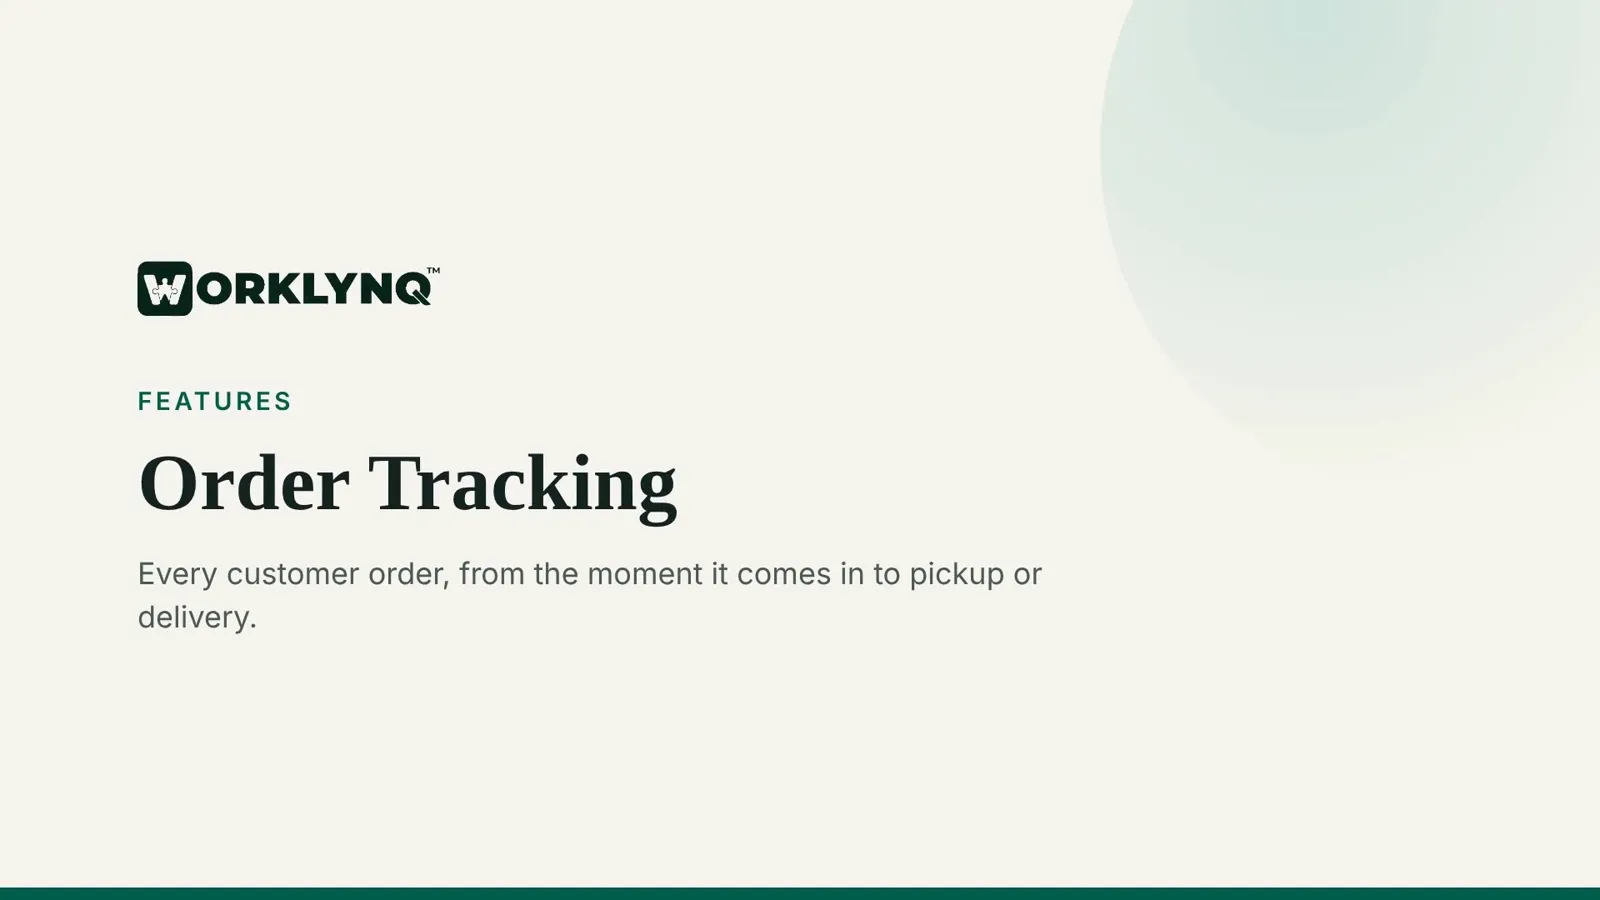 WORKLYNQ™
FEATURES
Order Tracking
Every customer order, from the moment it comes in to pickup or
delivery.